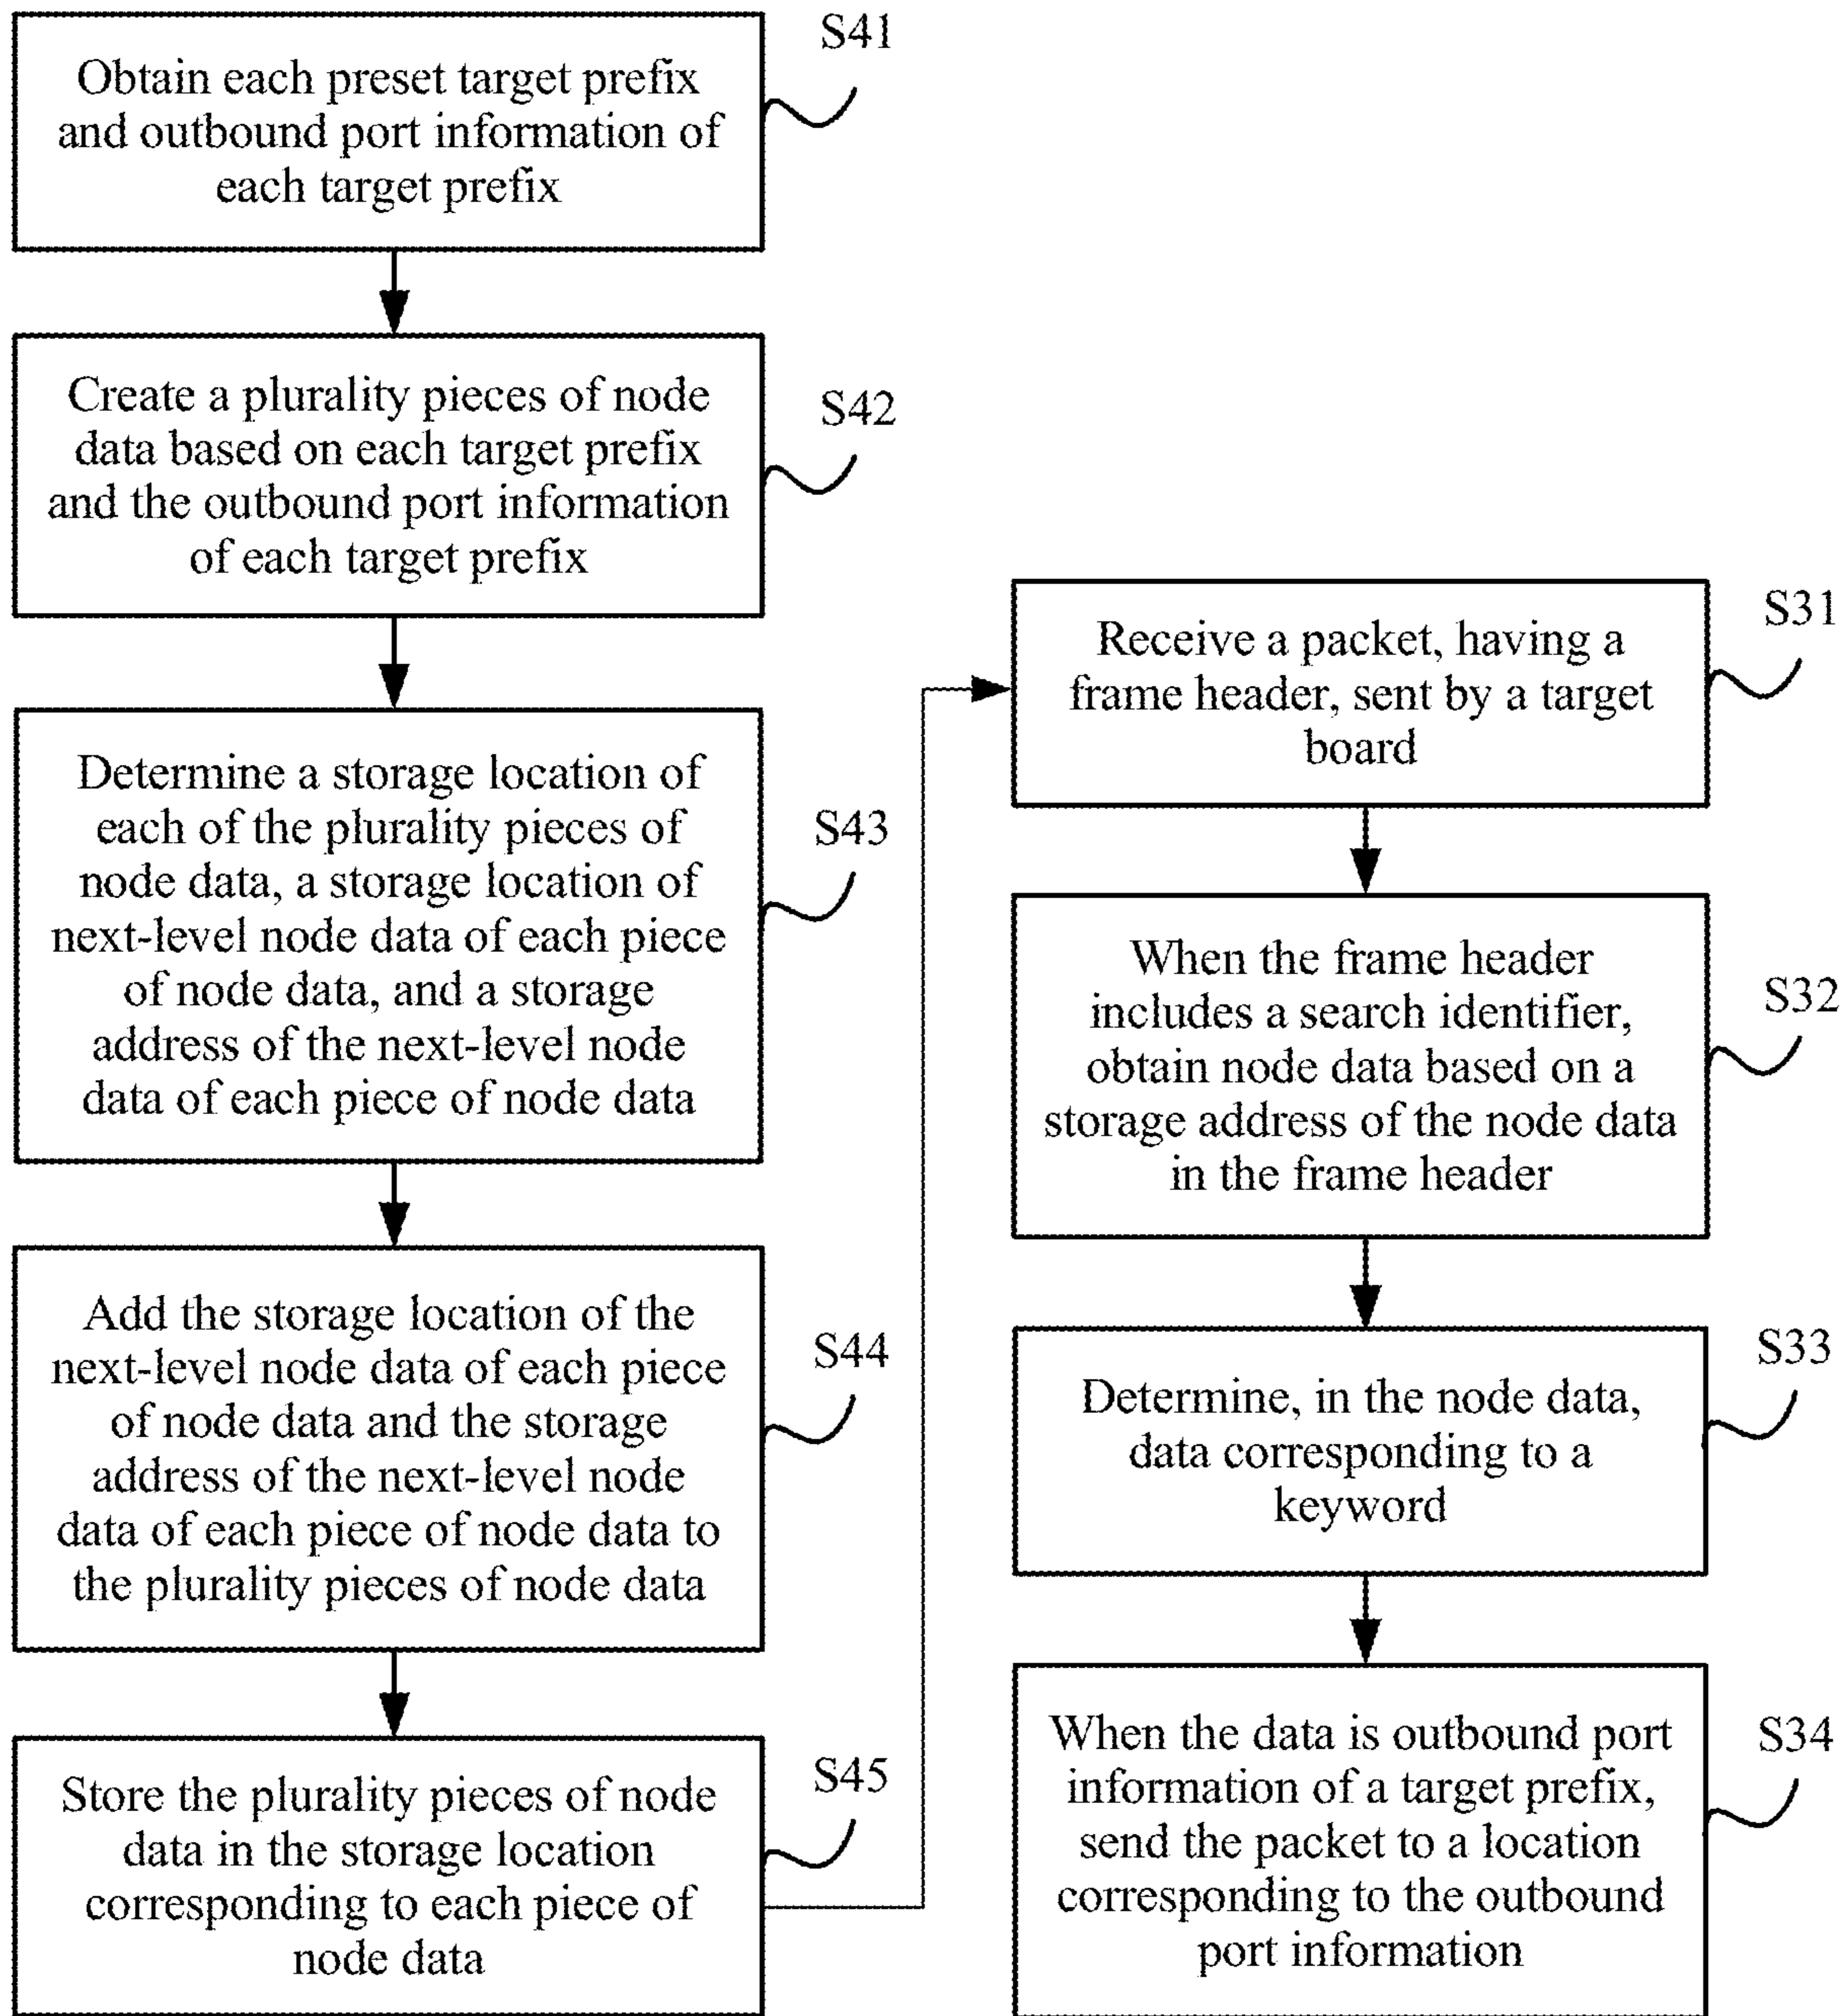 S41
Obtain each preset target prefix
and outbound port information of
each target prefix
S42
Create a plurality pieces of node
data based on each target prefix
and the outbound port information
of each target prefix
S43
Determine a storage location of
each of the plurality pieces of
node data, a storage location of
next-level node data of each piece
of node data, and a storage
address of the next-level node
data of each piece of node data
S44
Add the storage location of the
next-level node data of each piece
of node data and the storage
address of the next-level node
data of each piece of node data to
the plurality pieces of node data
S45
Store the plurality pieces of node
data in the storage location
corresponding to each piece of
node data
S31
Receive a packet, having a
frame header, sent by a target
board
S32
When the frame header
includes a search identifier,
obtain node data based on a
storage address of the node data
in the frame header
S33
Determine, in the node data,
data corresponding to a
keyword
S34
When the data is outbound port
information of a target prefix,
send the packet to a location
corresponding to the outbound
port information